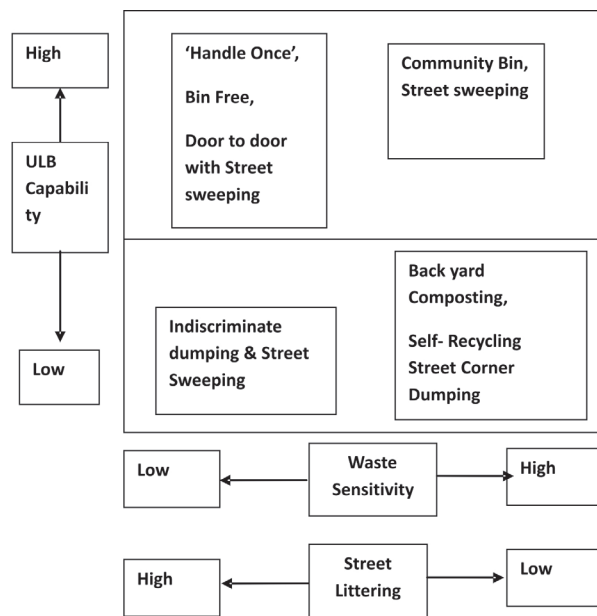 High
‘Handle Once’,
Bin Free,
Door to door
with Street
sweeping
Community Bin,
Street sweeping
ULB
Capabili
ty
Low
Indiscriminate
dumping & Street
Sweeping
Back yard
Composting,
Self- Recycling
Street Corner
Dumping
Low
Waste
Sensitivity
High
High
Street
Littering
Low